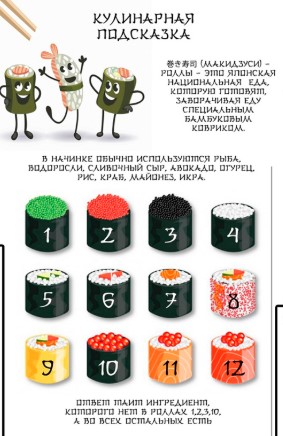 КУЛИНАРНАЯ
ПОДСКАЗКА
巻き寿司 (МАКИДЗУСИ) –
РОЛЛЫ – ЭТО ЯПОНСКАЯ
НАЦИОНАЛЬНАЯ ЕДА,
КОТОРУЮ ГОТОВЯТ,
ЗАВОРАЧИВАЯ ЕДУ
СПЕЦИАЛЬНЫМ
БАМБУКОВЫМ
КОВРИКОМ.
В НАЧИНКЕ ОБЫЧНО ИСПОЛЬЗУЮТСЯ РЫБА,
ВОДОРОСЛИ, СЛИВОЧНЫЙ СЫР, АВОКАДО, ОГУРЕЦ,
РИС, КРАБ, МАЙОНЕЗ, ИКРА.
1 2 3 4
5 6 7 8
9 10 11 12
ОТВЕТ ТАИТ ИНГРЕДИЕНТ,
КОТОРОГО НЕТ В РОЛЛАХ 1,2,3,10,
А ВО ВСЕХ ОСТАЛЬНЫХ ЕСТЬ